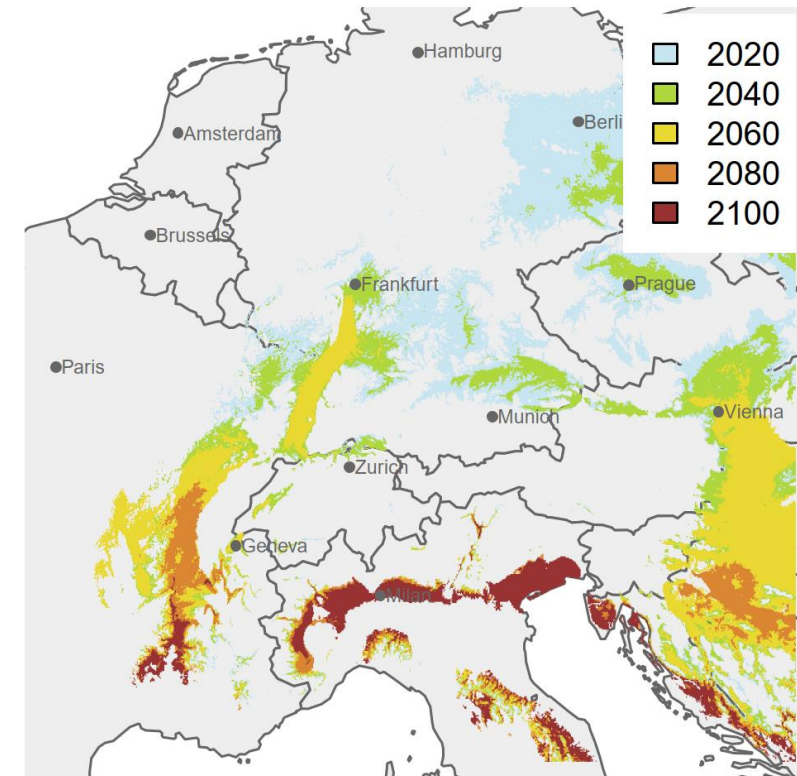 2020
2040
2060
2080
2100
Hamburg
Berli
Amsterdam
Brussels
Frankfurt
Prague
Paris
Munich
Vienna
Zurich
Geneva
Milan